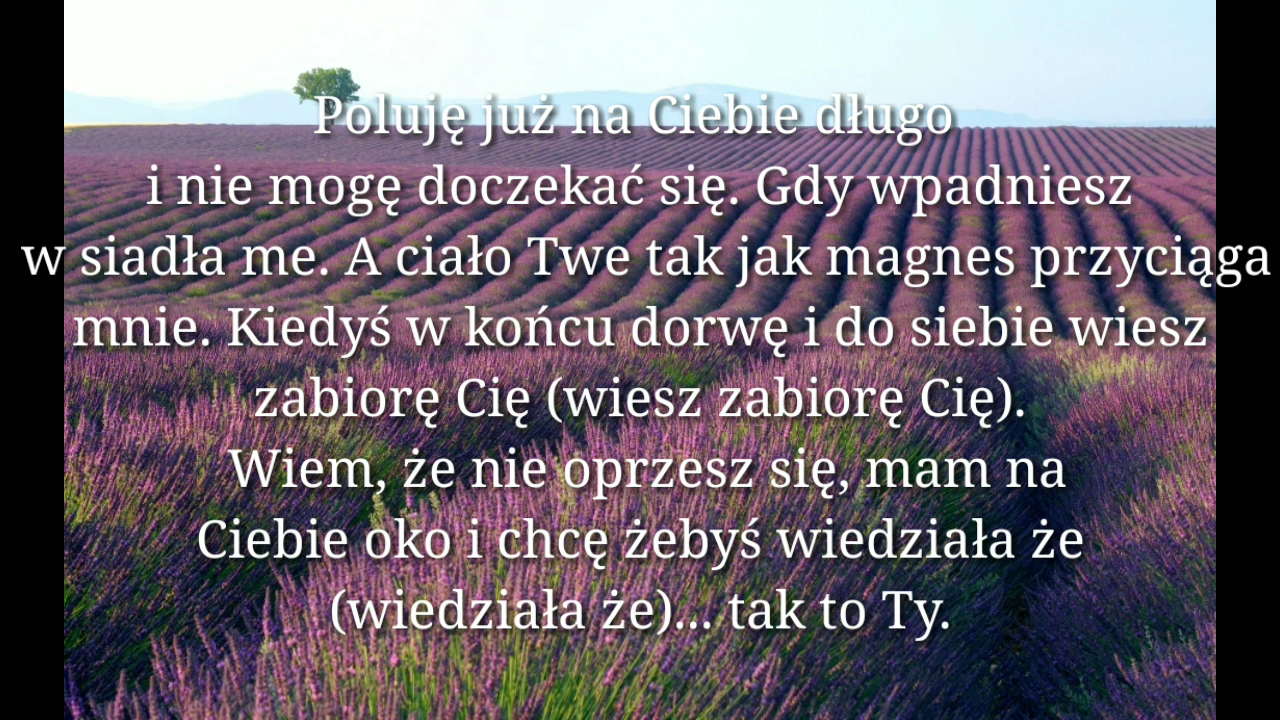 Poluję już na Ciebie długo
i nie mogę doczekać się. Gdy wpadniesz
w siadła me. A ciało Twe tak jak magnes przyciąga
mnie. Kiedyś w końcu dorwę i do siebie wiesz
zabiorę Cię (wiesz zabiorę Cię).
Wiem, że nie oprzesz się, mam na
Ciebie oko i chcę żebyś wiedziała że
(wiedziała że)... tak to Ty.